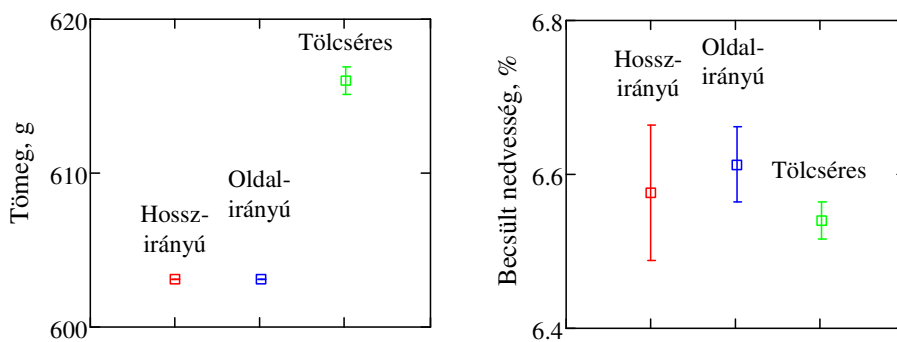 620
Tölcséres
Tömeg, g
610
Oldal-
irányú
Hossz-
irányú
600
6.8
Hossz-
irányú
Oldal-
irányú
Becsült nedvesség, %
6.6
Tölcséres
6.4